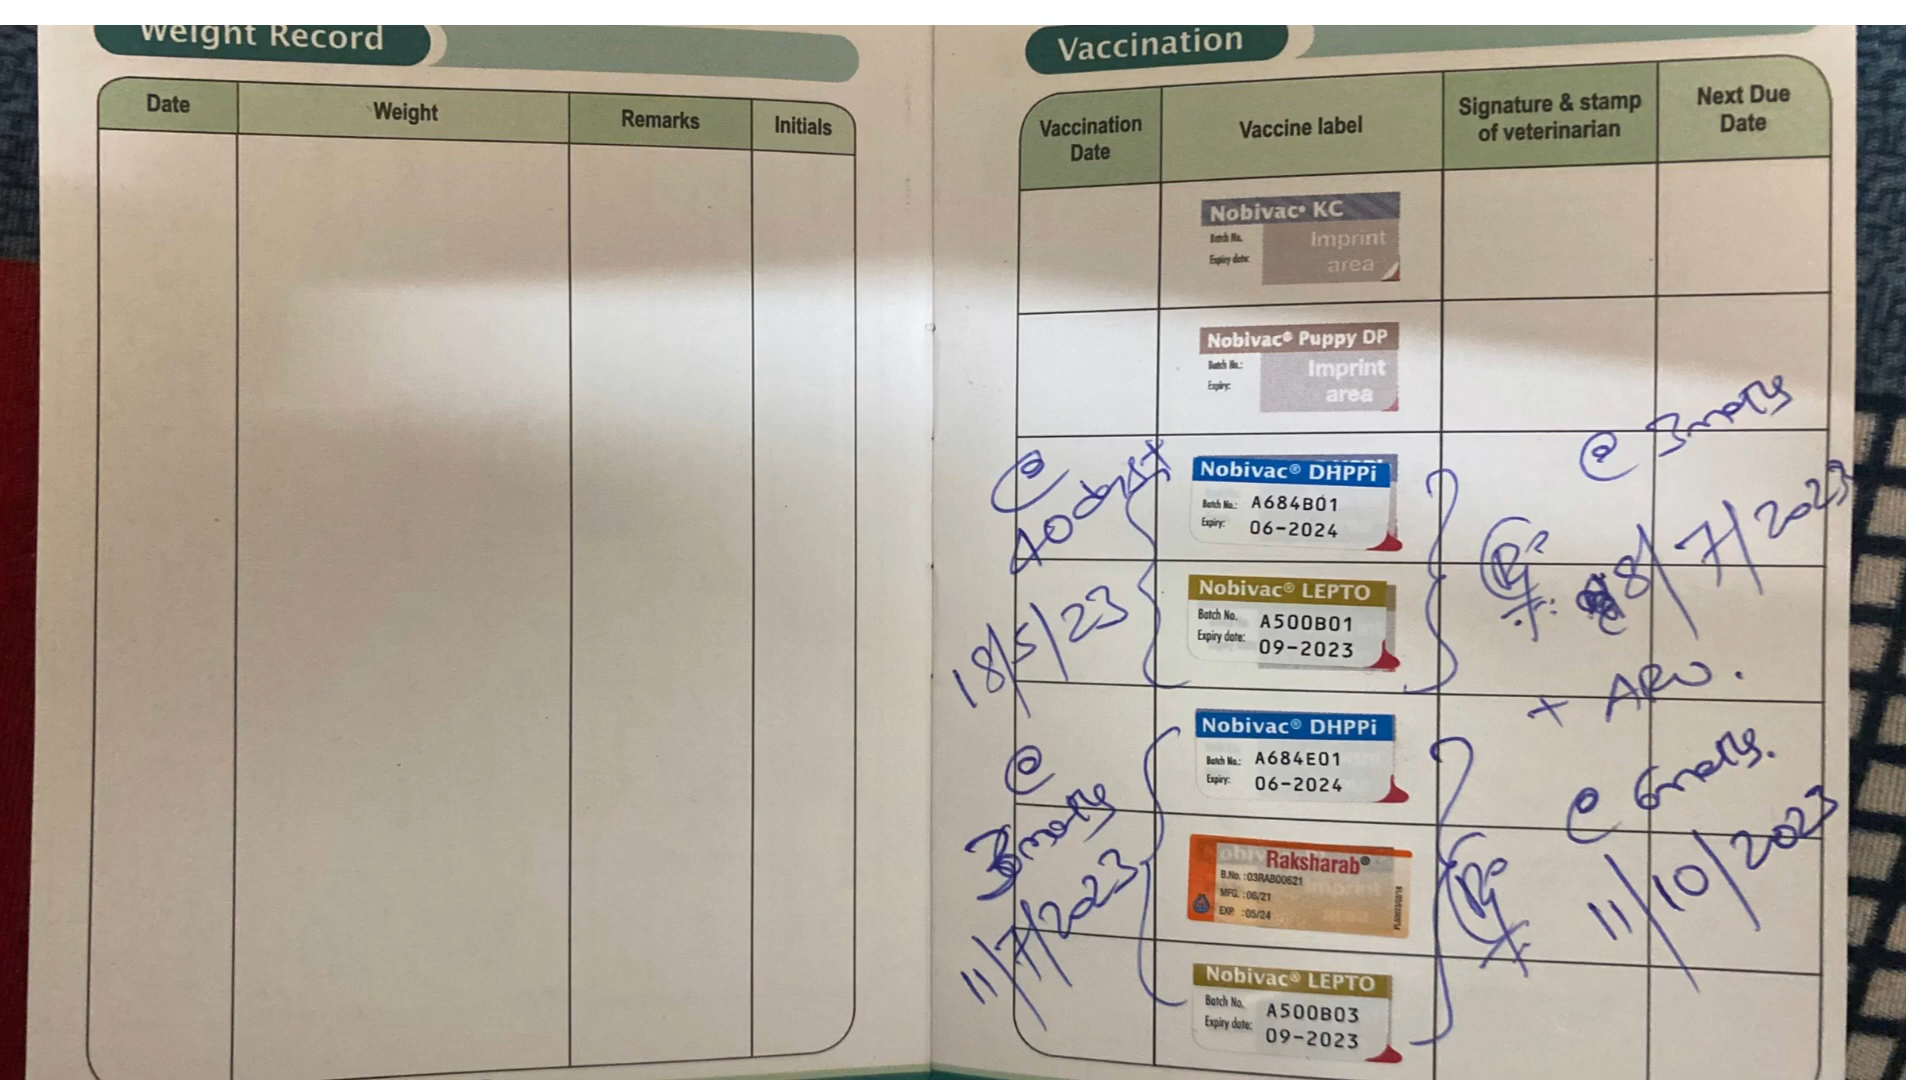 Weight Record
Date Weight Remarks Initials
Vaccination
Vaccination Date Vaccine label Signature & stamp of veterinarian Next Due Date
Nobivac® KC
Batch No.
Expiry date:
Imprint
area
Nobivac® Puppy DP
Batch No.:
Expiry:
Imprint
area
@
40 days
18/5/23
Nobivac® DHPPi
Batch No.: A684B01
Expiry: 06-2024
Nobivac® LEPTO
Batch No. A500B01
Expiry date: 09-2023
@ 3
18/7/2023
+ ARV.
@
3
11/7/2023
Nobivac® DHPPi
Batch No.: A684E01
Expiry: 06-2024
Raksharab®
B.No. :03RAB00621
MFG. :06/21
EXP. :05/24
Nobivac® LEPTO
Batch No. A500B03
Expiry date: 09-2023
@ 6
11/10/2023